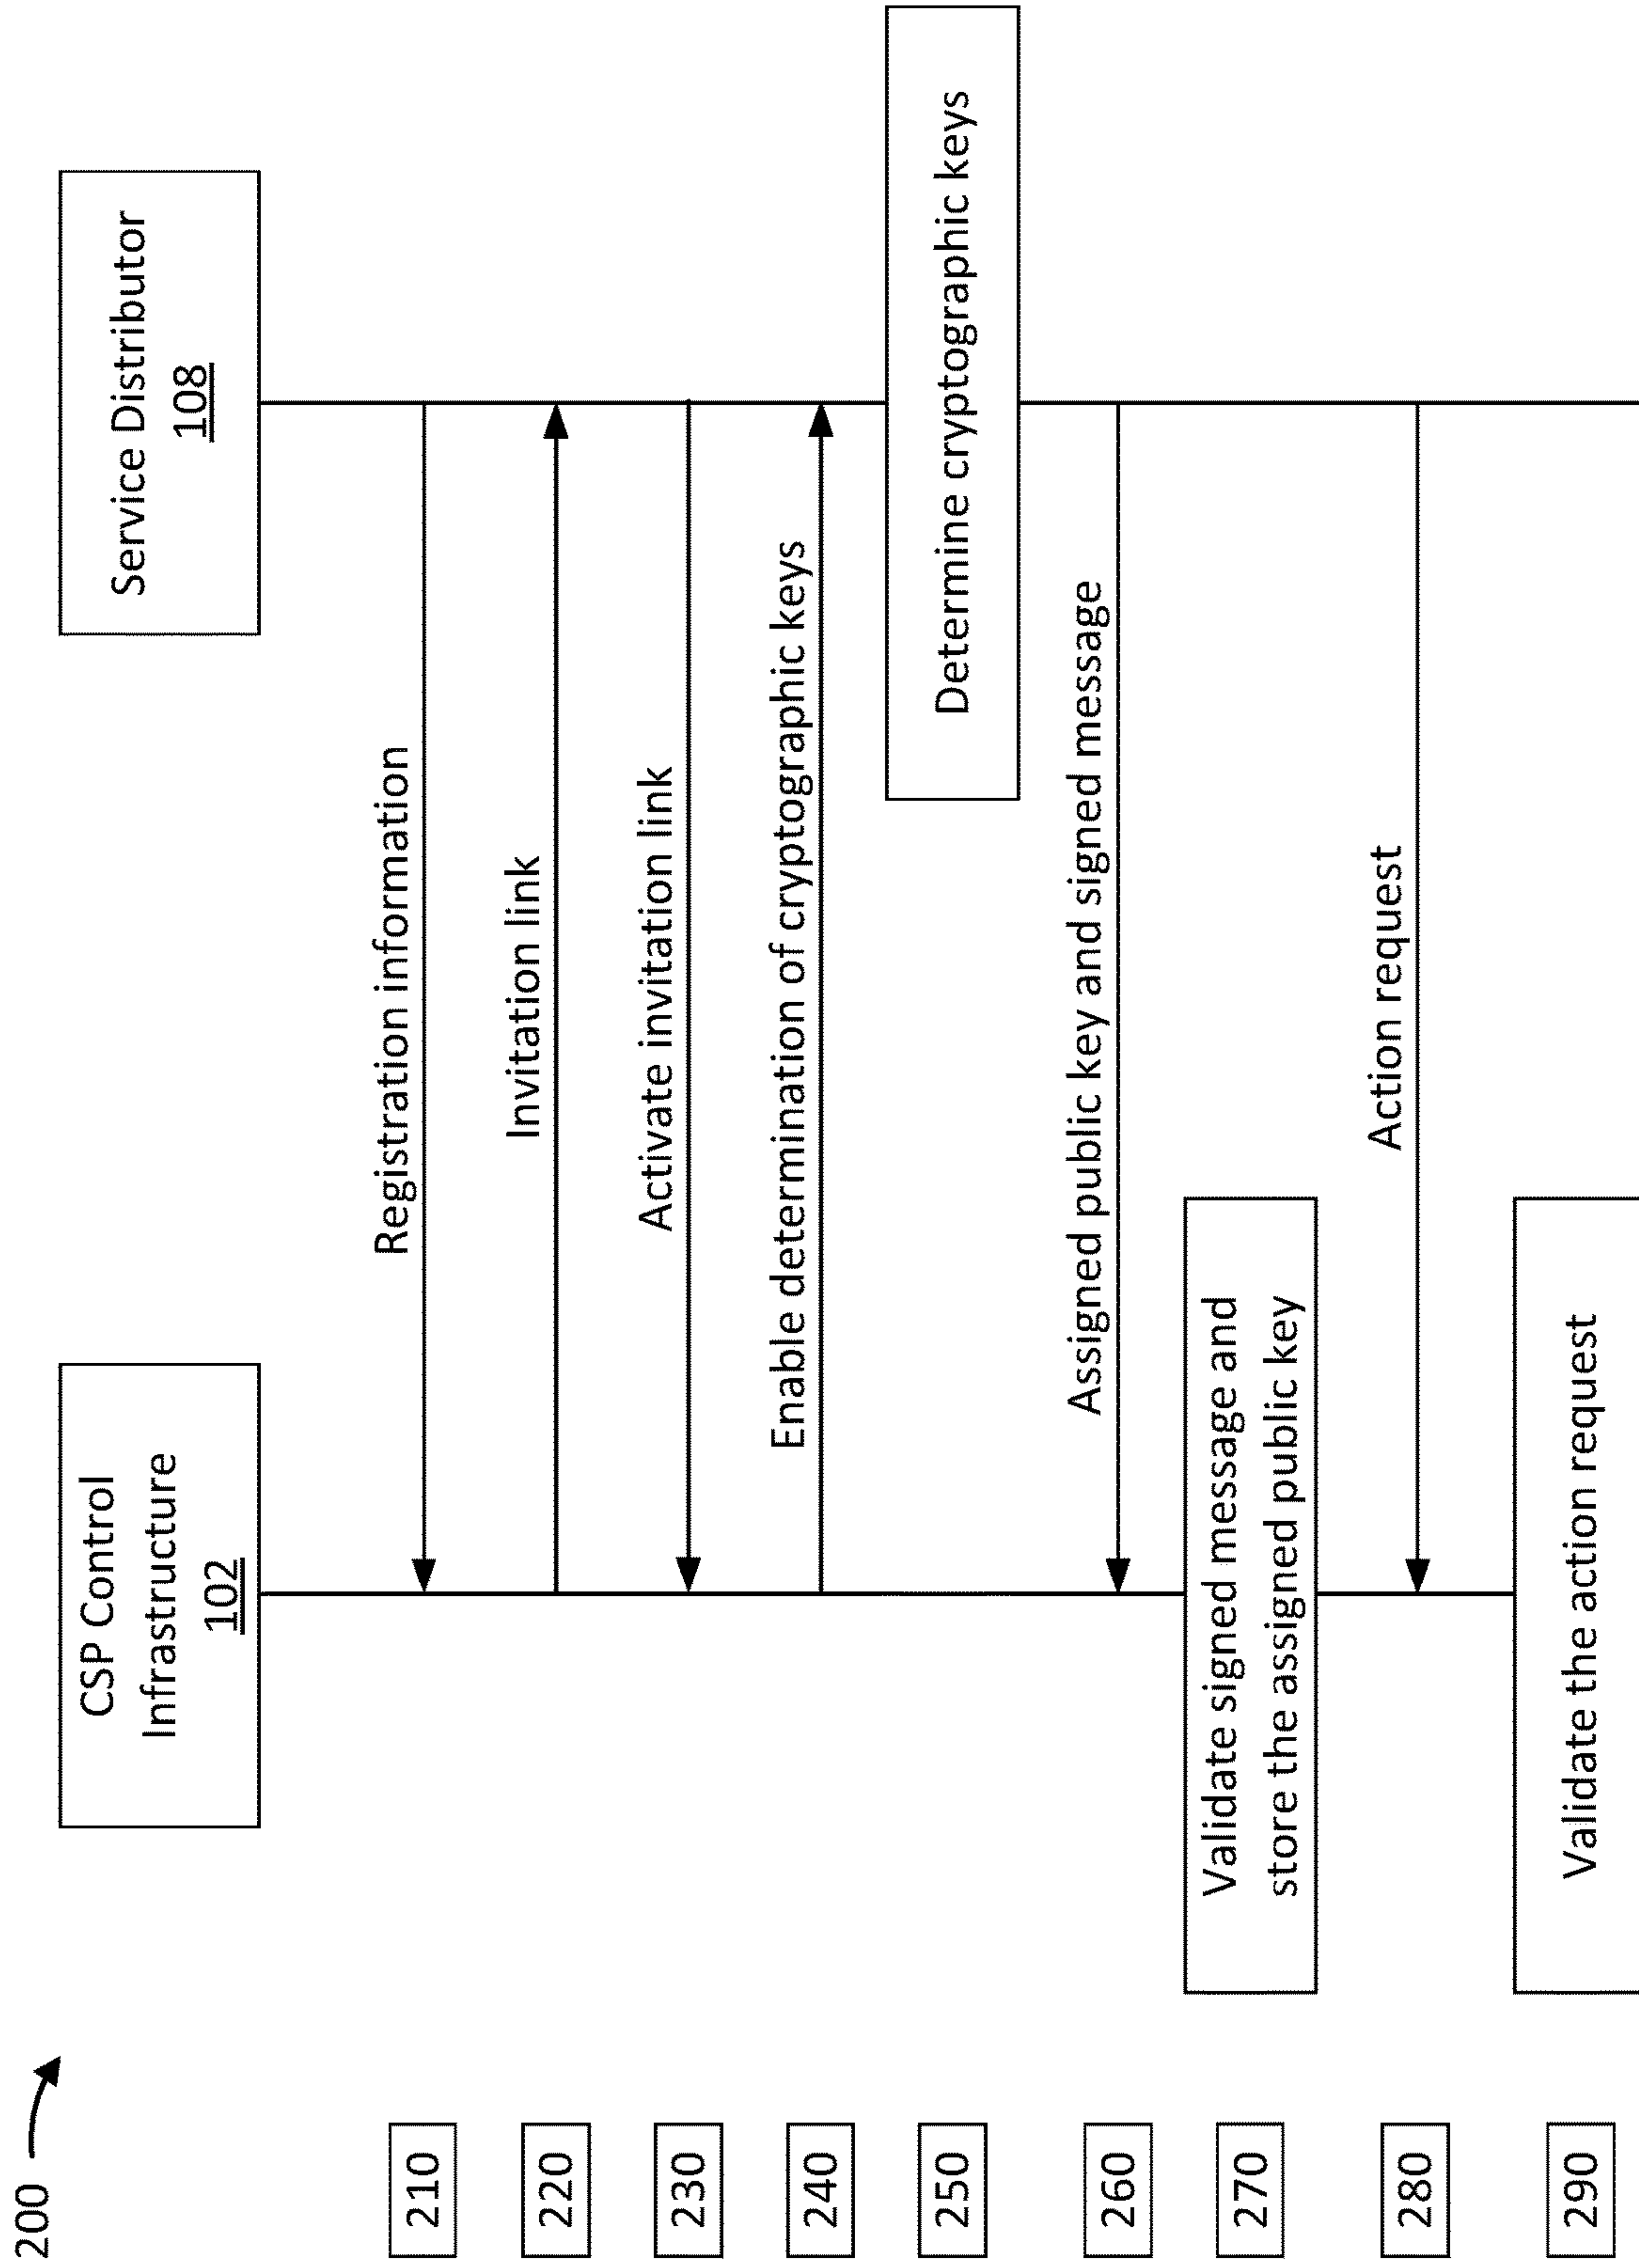 200
CSP Control
Infrastructure
102
Service Distributor
108
210
Registration information
220
Invitation link
230
Activate invitation link
240
Enable determination of cryptographic keys
250
Determine cryptographic keys
260
Assigned public key and signed message
270
Validate signed message and
store the assigned public key
280
Action request
290
Validate the action request